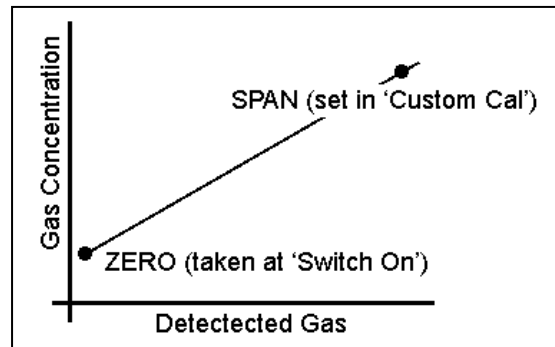 Gas Concentration
SPAN (set in ‘Custom Cal’)
ZERO (taken at ‘Switch On’)
Detectected Gas